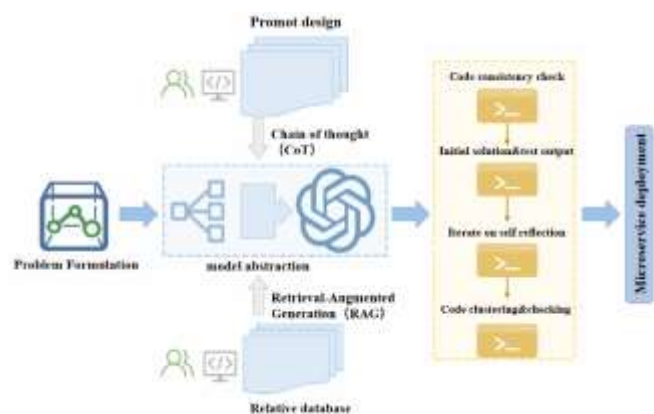 Promot design
Chain of thought
(CoT)
Problem Formulation
model abstraction
Retrieval-Augmented
Generation (RAG)
Relative database
Code consistency check
Initial solution&test output
Iterate on self reflection
Code clustering&checking
Microservice deployment